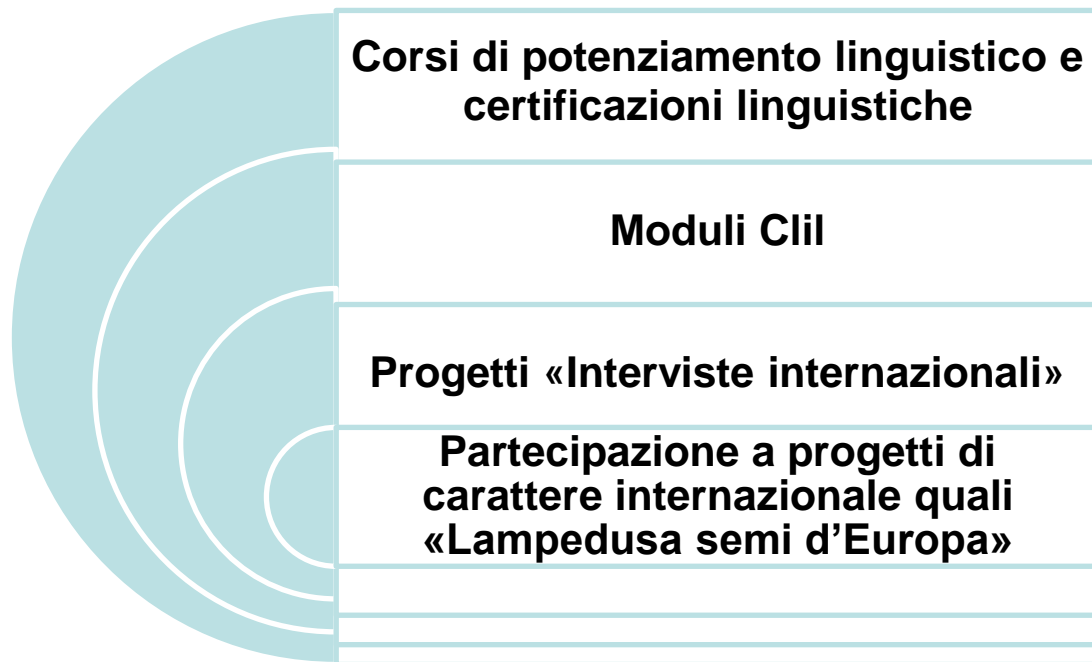 Corsi di potenziamento linguistico e
certificazioni linguistiche
Moduli Clil
Progetti «Interviste internazionali»
Partecipazione a progetti di
carattere internazionale quali
«Lampedusa semi d’Europa»